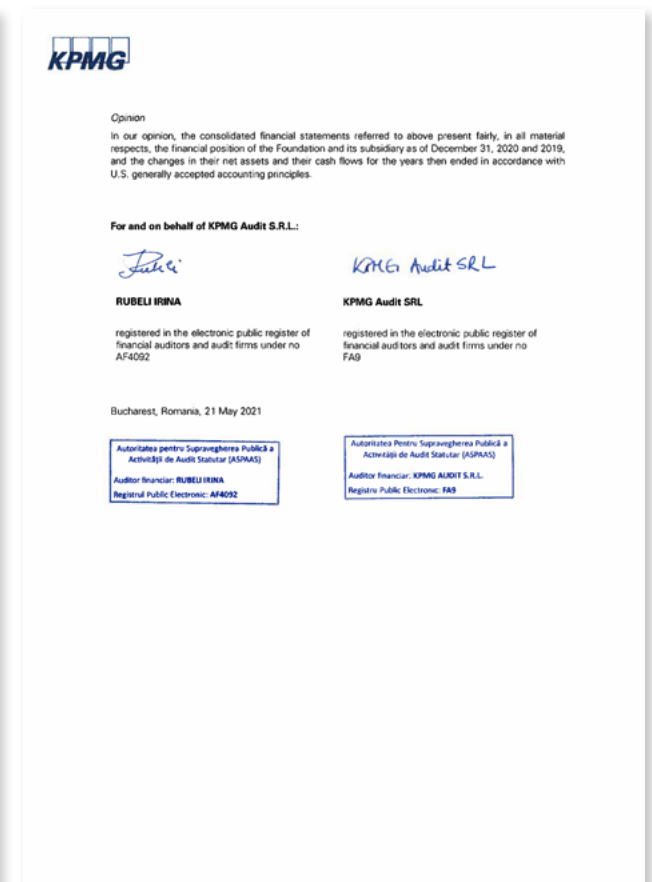 KPMG
Opinion
In our opinion, the consolidated financial statements referred to above present fairly, in all material
respects, the financial position of the Foundation and its subsidiary as of December 31, 2020 and 2019,
and the changes in their net assets and their cash flows for the years then ended in accordance with
U.S. generally accepted accounting principles.
For and on behalf of KPMG Audit S.R.L.:
KPMG Audit SRL
RUBELI IRINA
KPMG Audit SRL
registered in the electronic public register of
financial auditors and audit firms under no
AF4092
registered in the electronic public register of
financial auditors and audit firms under no
FA9
Bucharest, Romania, 21 May 2021
Autoritatea pentru Supravegherea Publică a
Activității de Audit Statutar (ASPAAS)
Auditor financiar: RUBELI IRINA
Registrul Public Electronic: AF4092
Autoritatea Pentru Supravegherea Publică a
Activității de Audit Statutar (ASPAAS)
Auditor financiar: KPMG AUDIT S.R.L.
Registru Public Electronic: FA9